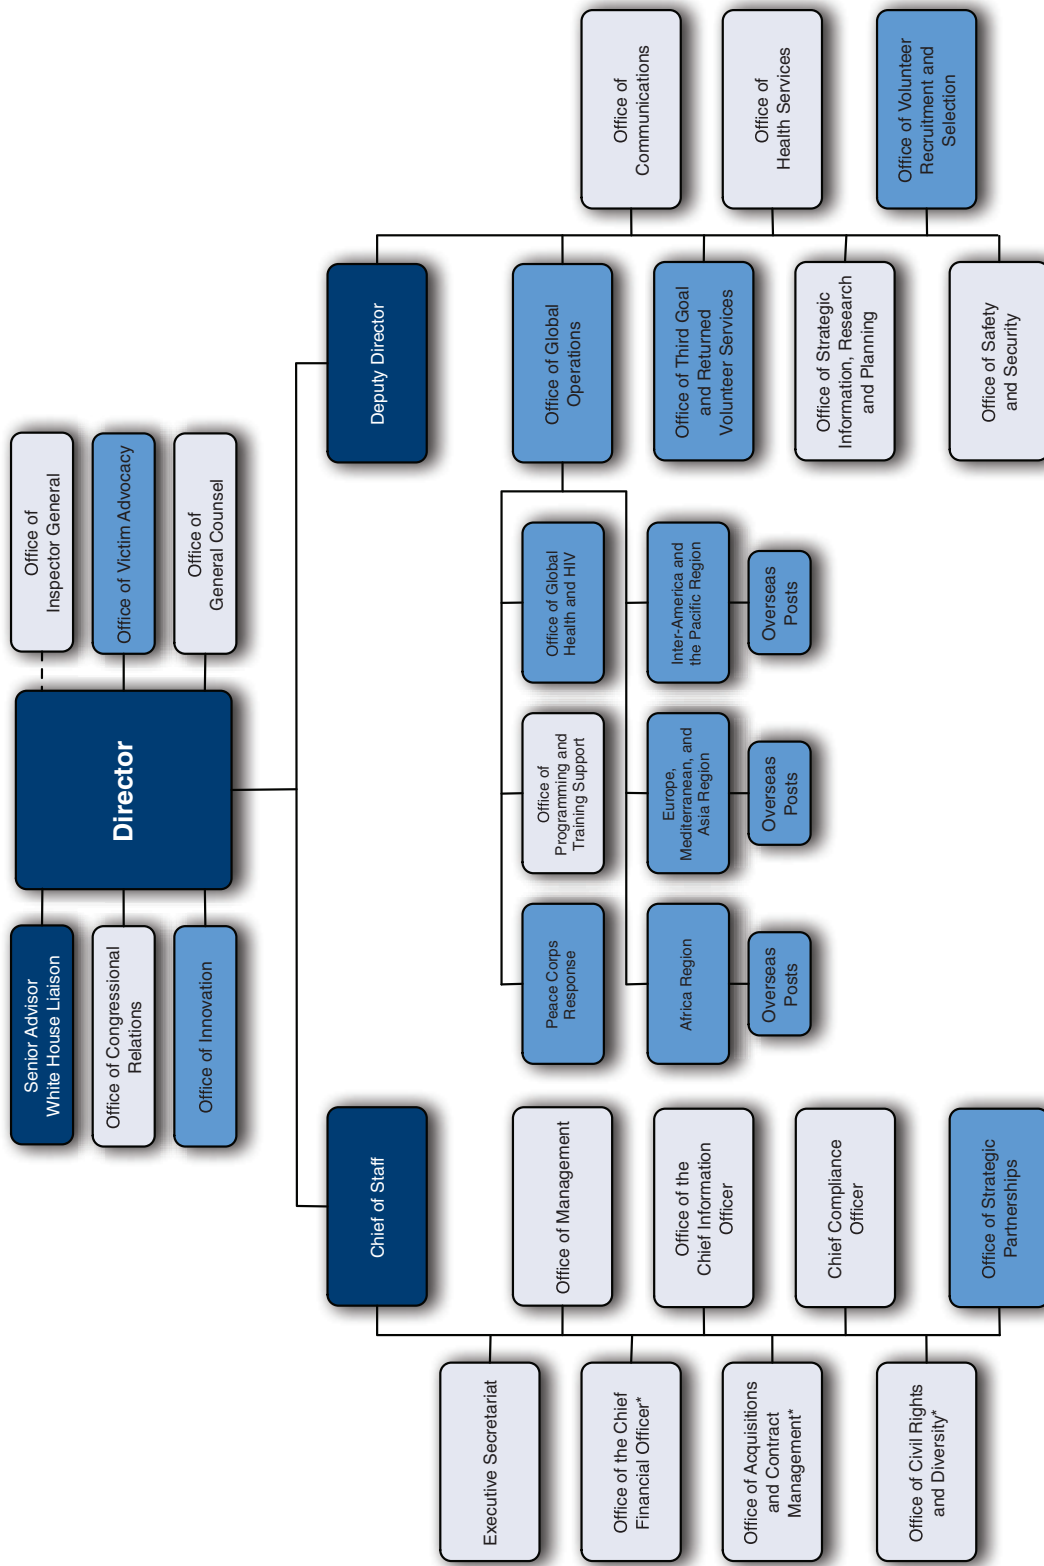 Senior Advisor
White House Liaison
Office of Congressional
Relations
Office of Innovation
Director
Office of
Inspector General
Office of Victim Advocacy
Office of
General Counsel
Chief of Staff
Deputy Director
Executive Secretariat
Office of the Chief
Financial Officer*
Office of Acquisitions
and Contract
Management*
Office of Civil Rights
and Diversity*
Office of Management
Office of the
Chief Information
Officer
Chief Compliance
Officer
Office of Strategic
Partnerships
Peace Corps
Response
Office of
Programming and
Training Support
Office of Global
Health and HIV
Africa Region
Europe,
Mediterranean, and
Asia Region
Inter-America and
the Pacific Region
Overseas
Posts
Overseas
Posts
Overseas
Posts
Office of Global
Operations
Office of Third Goal
and Returned
Volunteer Services
Office of Strategic
Information, Research
and Planning
Office of Safety
and Security
Office of
Communications
Office of
Health Services
Office of Volunteer
Recruitment and
Selection